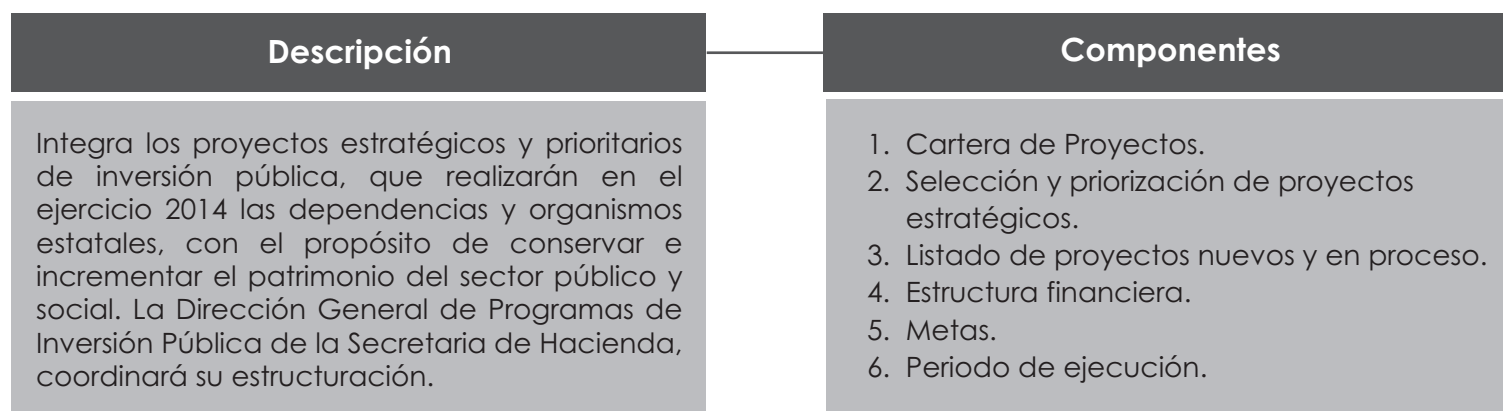 Descripción
Integra los proyectos estratégicos y prioritarios
de inversión pública, que realizarán en el
ejercicio 2014 las dependencias y organismos
estatales, con el propósito de conservar e
incrementar el patrimonio del sector público y
social. La Dirección General de Programas de
Inversión Pública de la Secretaria de Hacienda,
coordinará su estructuración.
Componentes
1. Cartera de Proyectos.
2. Selección y priorización de proyectos
estratégicos.
3. Listado de proyectos nuevos y en proceso.
4. Estructura financiera.
5. Metas.
6. Periodo de ejecución.